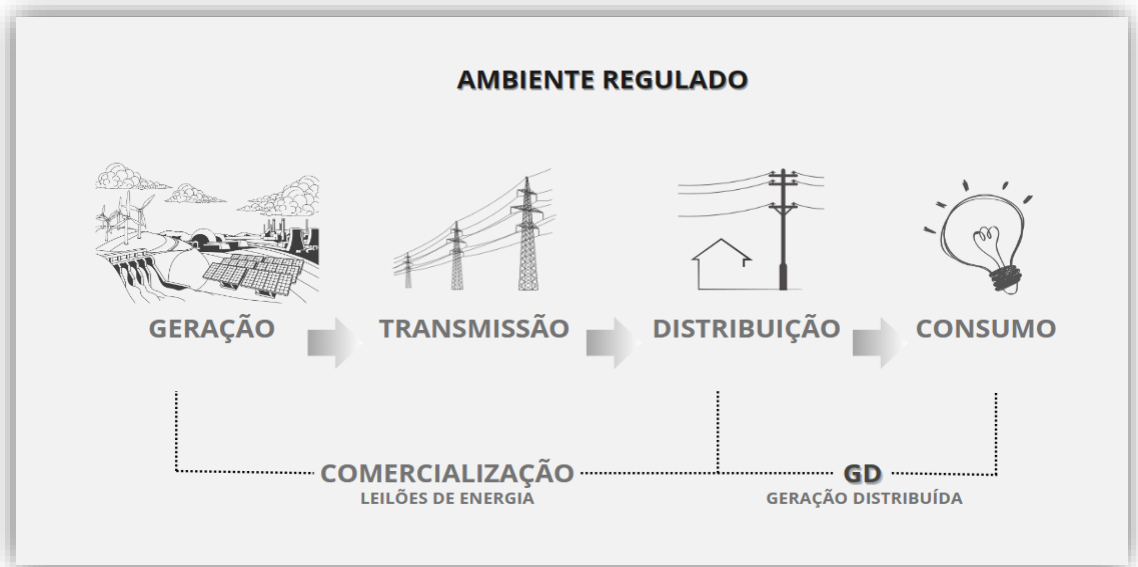 AMBIENTE REGULADO
GERAÇÃO
TRANSMISSÃO
DISTRIBUIÇÃO
CONSUMO
COMERCIALIZAÇÃO
LEILÕES DE ENERGIA
GD
GERAÇÃO DISTRIBUÍDA